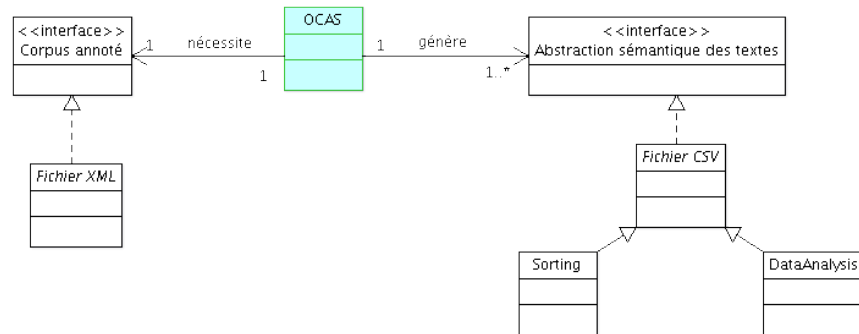 <<interface>>
Corpus annoté
1
nécessite
1
OCAS
1
génère
1..*
<<interface>>
Abstraction sémantique des textes
Fichier XML
Fichier CSV
Sorting
DataAnalysis